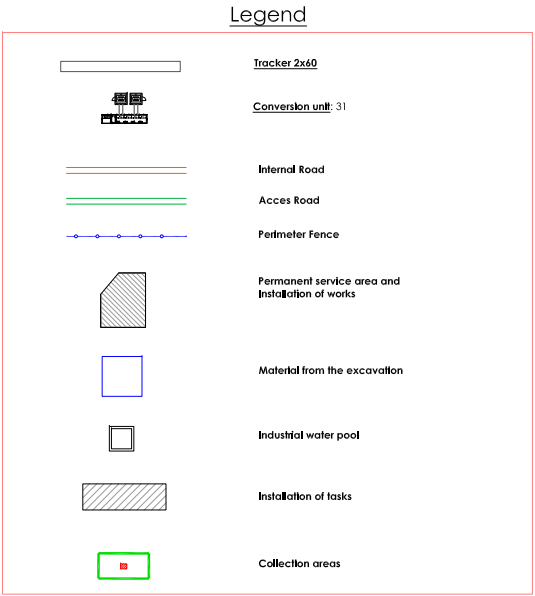 Legend
Tracker 2x60
Conversion unit: 31
Internal Road
Acces Road
Perimeter Fence
Permanent service area and
Installation of works
Material from the excavation
Industrial water pool
Installation of tasks
Collection areas